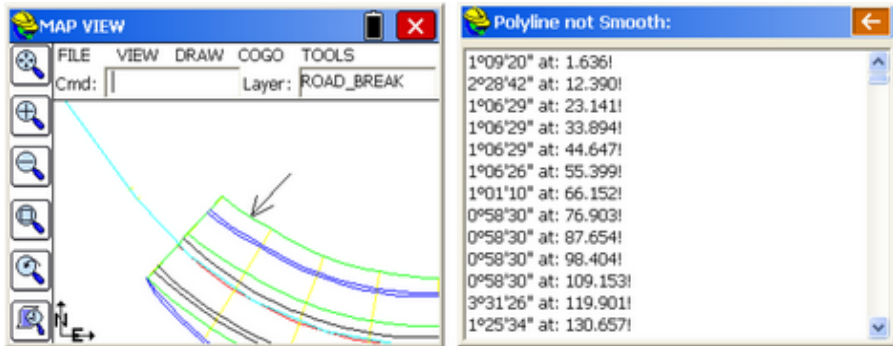 MAP VIEW
FILE VIEW DRAW COGO TOOLS
Cmd: Layer: ROAD_BREAK
N
E
Polyline not Smooth:
1º09'20" at: 1.636!
2º28'42" at: 12.390!
1º06'29" at: 23.141!
1º06'29" at: 33.894!
1º06'29" at: 44.647!
1º06'26" at: 55.399!
1º01'10" at: 66.152!
0º58'30" at: 76.903!
0º58'30" at: 87.654!
0º58'30" at: 98.404!
0º58'30" at: 109.153!
3º31'26" at: 119.901!
1º25'34" at: 130.657!